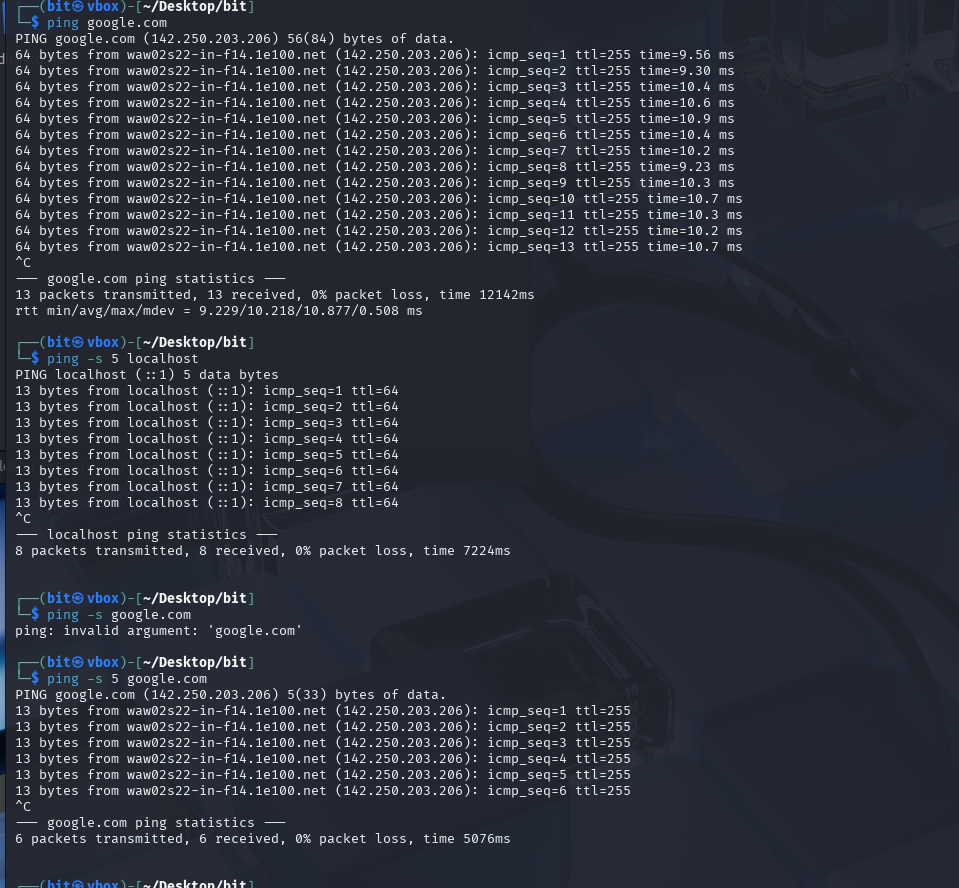 ┌──(bit㉿vbox)-[~/Desktop/bit]
└─$ ping google.com
PING google.com (142.250.203.206) 56(84) bytes of data.
64 bytes from waw02s22-in-f14.1e100.net (142.250.203.206): icmp_seq=1 ttl=255 time=9.56 ms
64 bytes from waw02s22-in-f14.1e100.net (142.250.203.206): icmp_seq=2 ttl=255 time=9.30 ms
64 bytes from waw02s22-in-f14.1e100.net (142.250.203.206): icmp_seq=3 ttl=255 time=10.4 ms
64 bytes from waw02s22-in-f14.1e100.net (142.250.203.206): icmp_seq=4 ttl=255 time=10.6 ms
64 bytes from waw02s22-in-f14.1e100.net (142.250.203.206): icmp_seq=5 ttl=255 time=10.9 ms
64 bytes from waw02s22-in-f14.1e100.net (142.250.203.206): icmp_seq=6 ttl=255 time=10.4 ms
64 bytes from waw02s22-in-f14.1e100.net (142.250.203.206): icmp_seq=7 ttl=255 time=10.2 ms
64 bytes from waw02s22-in-f14.1e100.net (142.250.203.206): icmp_seq=8 ttl=255 time=9.23 ms
64 bytes from waw02s22-in-f14.1e100.net (142.250.203.206): icmp_seq=9 ttl=255 time=10.3 ms
64 bytes from waw02s22-in-f14.1e100.net (142.250.203.206): icmp_seq=10 ttl=255 time=10.7 ms
64 bytes from waw02s22-in-f14.1e100.net (142.250.203.206): icmp_seq=11 ttl=255 time=10.3 ms
64 bytes from waw02s22-in-f14.1e100.net (142.250.203.206): icmp_seq=12 ttl=255 time=10.2 ms
64 bytes from waw02s22-in-f14.1e100.net (142.250.203.206): icmp_seq=13 ttl=255 time=10.7 ms
^C
--- google.com ping statistics ---
13 packets transmitted, 13 received, 0% packet loss, time 12142ms
rtt min/avg/max/mdev = 9.229/10.218/10.877/0.508 ms
┌──(bit㉿vbox)-[~/Desktop/bit]
└─$ ping -s 5 localhost
PING localhost (::1) 5 data bytes
13 bytes from localhost (::1): icmp_seq=1 ttl=64
13 bytes from localhost (::1): icmp_seq=2 ttl=64
13 bytes from localhost (::1): icmp_seq=3 ttl=64
13 bytes from localhost (::1): icmp_seq=4 ttl=64
13 bytes from localhost (::1): icmp_seq=5 ttl=64
13 bytes from localhost (::1): icmp_seq=6 ttl=64
13 bytes from localhost (::1): icmp_seq=7 ttl=64
13 bytes from localhost (::1): icmp_seq=8 ttl=64
^C
--- localhost ping statistics ---
8 packets transmitted, 8 received, 0% packet loss, time 7224ms
┌──(bit㉿vbox)-[~/Desktop/bit]
└─$ ping -s google.com
ping: invalid argument: 'google.com'
┌──(bit㉿vbox)-[~/Desktop/bit]
└─$ ping -s 5 google.com
PING google.com (142.250.203.206) 5(33) bytes of data.
13 bytes from waw02s22-in-f14.1e100.net (142.250.203.206): icmp_seq=1 ttl=255
13 bytes from waw02s22-in-f14.1e100.net (142.250.203.206): icmp_seq=2 ttl=255
13 bytes from waw02s22-in-f14.1e100.net (142.250.203.206): icmp_seq=3 ttl=255
13 bytes from waw02s22-in-f14.1e100.net (142.250.203.206): icmp_seq=4 ttl=255
13 bytes from waw02s22-in-f14.1e100.net (142.250.203.206): icmp_seq=5 ttl=255
13 bytes from waw02s22-in-f14.1e100.net (142.250.203.206): icmp_seq=6 ttl=255
^C
--- google.com ping statistics ---
6 packets transmitted, 6 received, 0% packet loss, time 5076ms
┌──(bit㉿vbox)-[~/Desktop/bit]